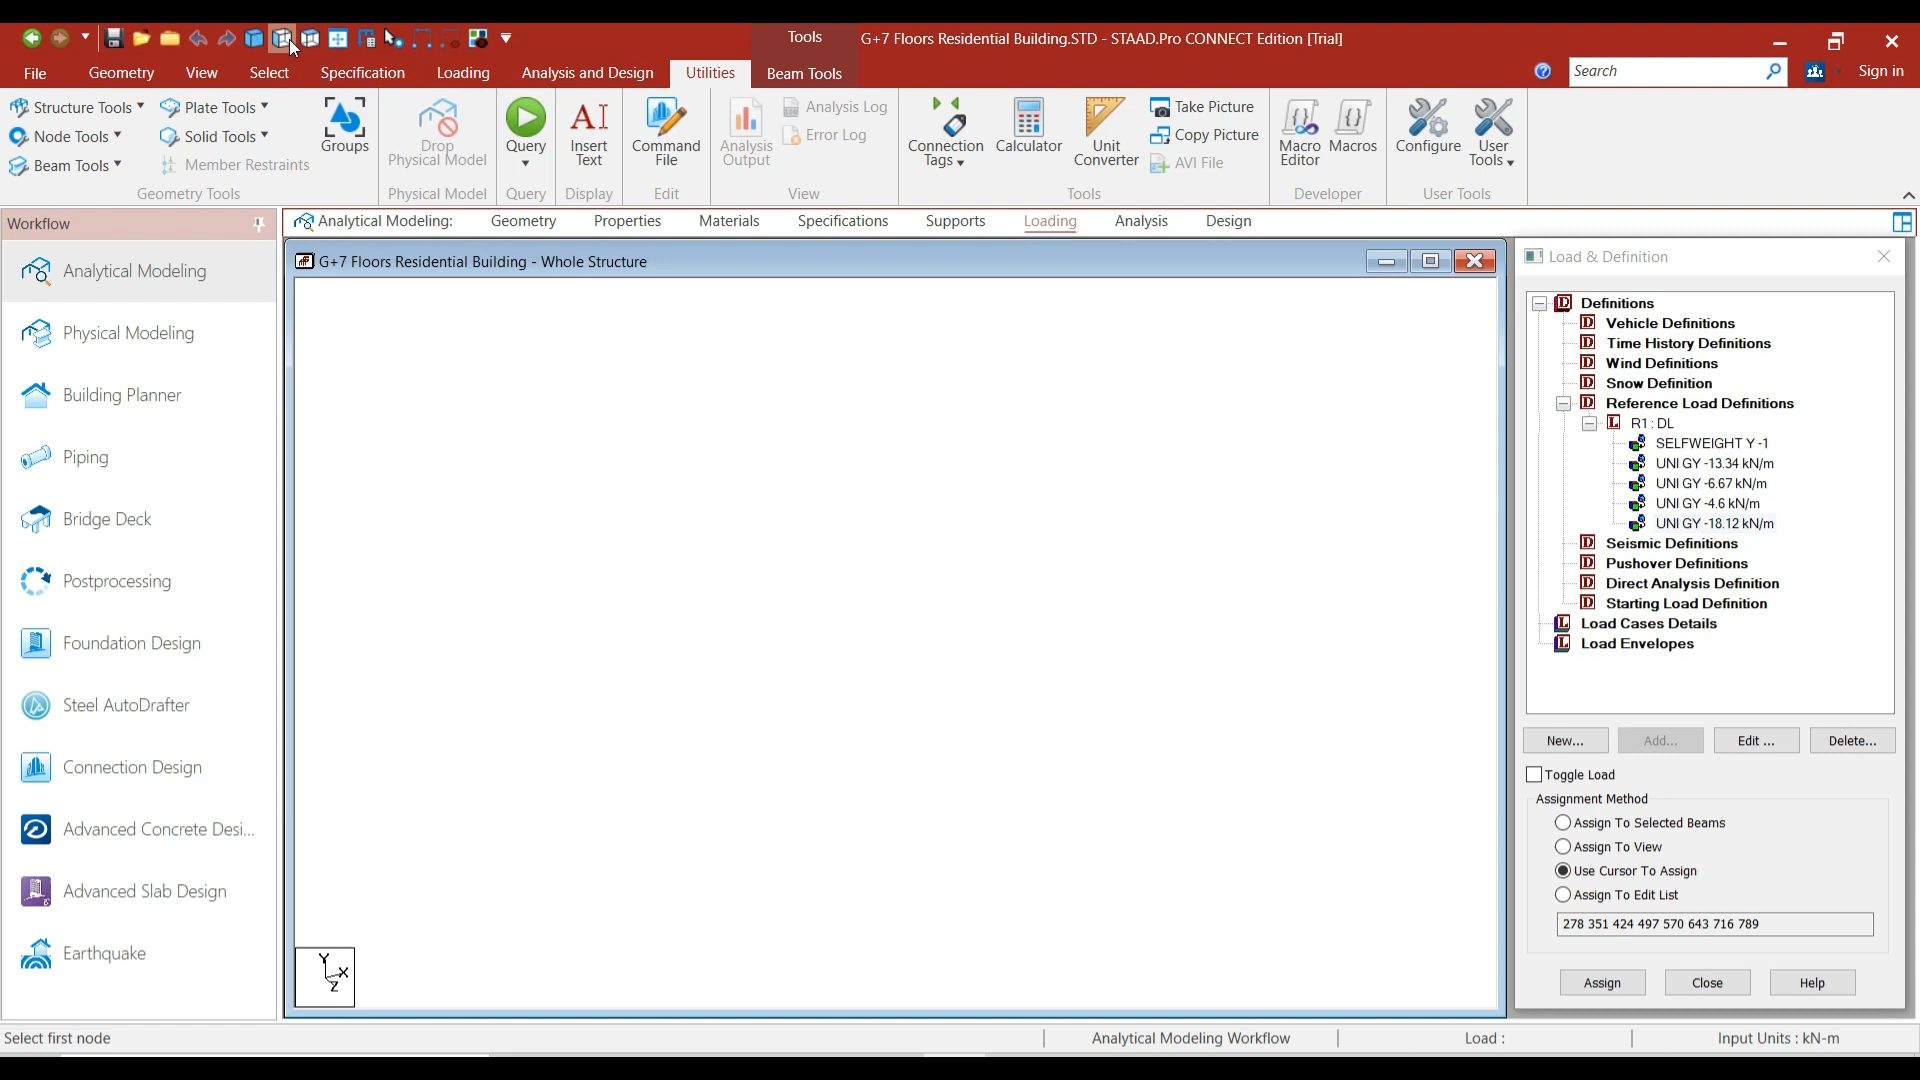 Tools
G+7 Floors Residential Building.STD - STAAD.Pro CONNECT Edition [Trial]
File
Geometry
View
Select
Specification
Loading
Analysis and Design
Utilities
Beam Tools
Search
Sign in
Structure Tools
Node Tools
Beam Tools
Plate Tools
Solid Tools
Member Restraints
Groups
Geometry Tools
Drop
Physical Model
Physical Model
Query
Query
Insert
Text
Display
Command
File
Edit
Analysis
Output
Analysis Log
Error Log
View
Connection
Tags
Calculator
Unit
Converter
Take Picture
Copy Picture
AVI File
Tools
Macro
Editor
Macros
Developer
Configure
User
Tools
User Tools
Workflow
Analytical Modeling
Physical Modeling
Building Planner
Piping
Bridge Deck
Postprocessing
Foundation Design
Steel AutoDrafter
Connection Design
Advanced Concrete Desi...
Advanced Slab Design
Earthquake
Analytical Modeling:
Geometry
Properties
Materials
Specifications
Supports
Loading
Analysis
Design
G+7 Floors Residential Building - Whole Structure
Y
X
Z
Load & Definition
Definitions
Vehicle Definitions
Time History Definitions
Wind Definitions
Snow Definition
Reference Load Definitions
R1 : DL
SELFWEIGHT Y -1
UNI GY -13.34 kN/m
UNI GY -6.67 kN/m
UNI GY -4.6 kN/m
UNI GY -18.12 kN/m
Seismic Definitions
Pushover Definitions
Direct Analysis Definition
Starting Load Definition
Load Cases Details
Load Envelopes
New...
Add...
Edit ...
Delete...
Toggle Load
Assignment Method
Assign To Selected Beams
Assign To View
Use Cursor To Assign
Assign To Edit List
278 351 424 497 570 643 716 789
Assign
Close
Help
Select first node
Analytical Modeling Workflow
Load :
Input Units : kN-m